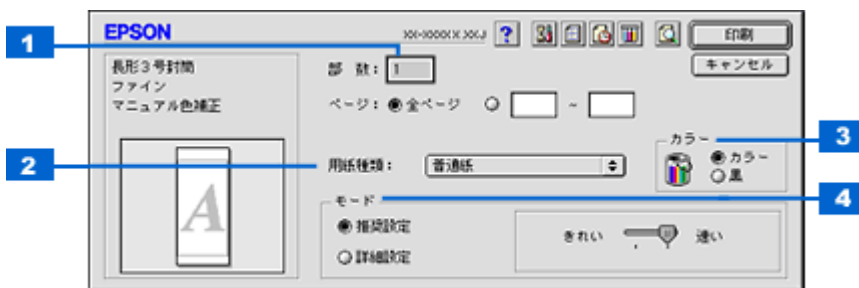 EPSON
印刷
キャンセル
1
長形3号封筒
ファイン
マニュアル色補正
部 数： 1
ページ： 全ページ ~
2
用紙種類： 普通紙
カラー
カラー
黒
3
モード
4
推奨設定
詳細設定
きれい 速い
A